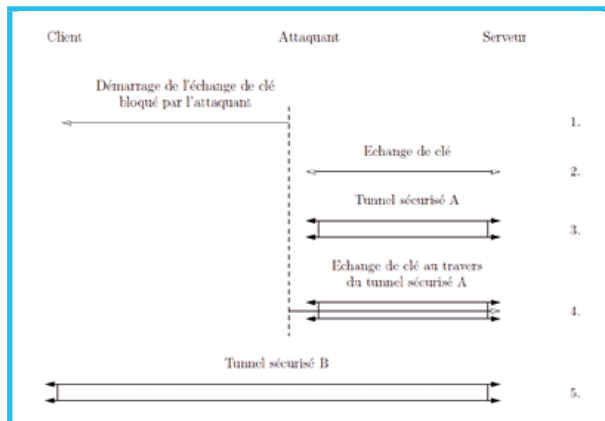 Client Attaquant Serveur
Démarrage de l'échange de clé
bloqué par l'attaquant
1.
Echange de clé
2.
Tunnel sécurisé A
3.
Echange de clé au travers
du tunnel sécurisé A
4.
Tunnel sécurisé B
5.